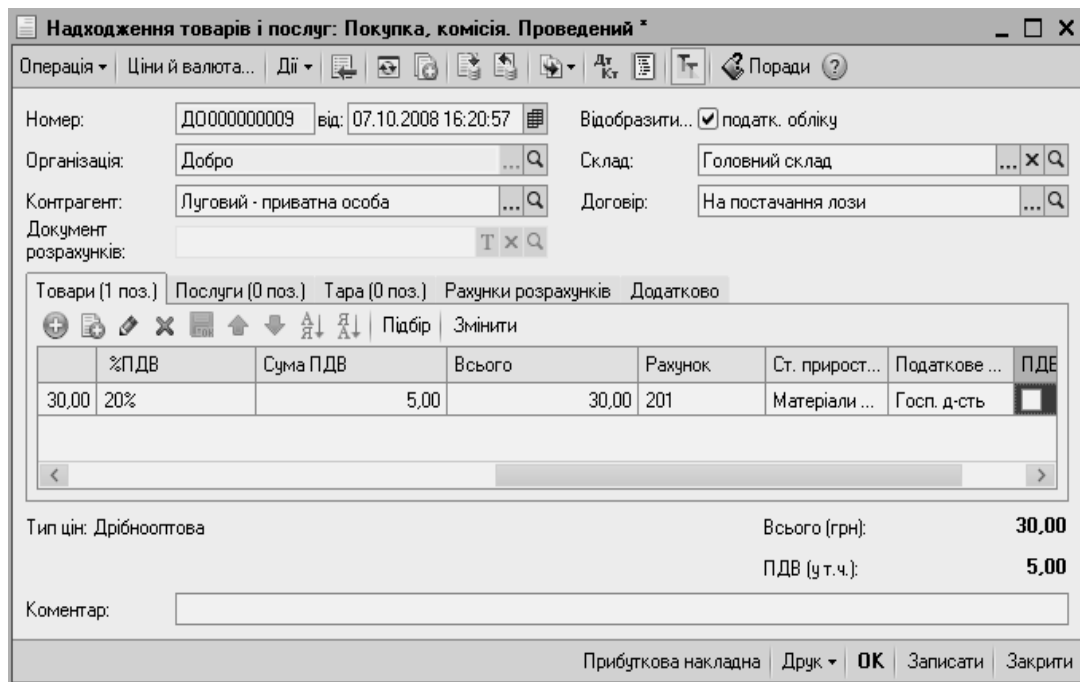 Надходження товарів і послуг: Покупка, комісія. Проведений *
Операція Ціни й валюта... Дії Дт Кт Тт Поради ?
Номер: ДО000000009 від: 07.10.2008 16:20:57 Відобразити... податк. обліку
Організація: Добро ... Склад: Головний склад ...
Контрагент: Луговий - приватна особа ... Договір: На постачання лози ...
Документ
розрахунків: T
Товари (1 поз.) Послуги (0 поз.) Тара (0 поз.) Рахунки розрахунків Додатково
Підбір Змінити
%ПДВ Сума ПДВ Всього Рахунок Ст. прирост... Податкове ... ПДВ
30,00 20% 5,00 30,00 201 Матеріали ... Госп. д-сть
Тип цін: Дрібнооптова Всього (грн): 30,00
ПДВ (у т.ч.): 5,00
Коментар:
Прибуткова накладна Друк OK Записати Закрити